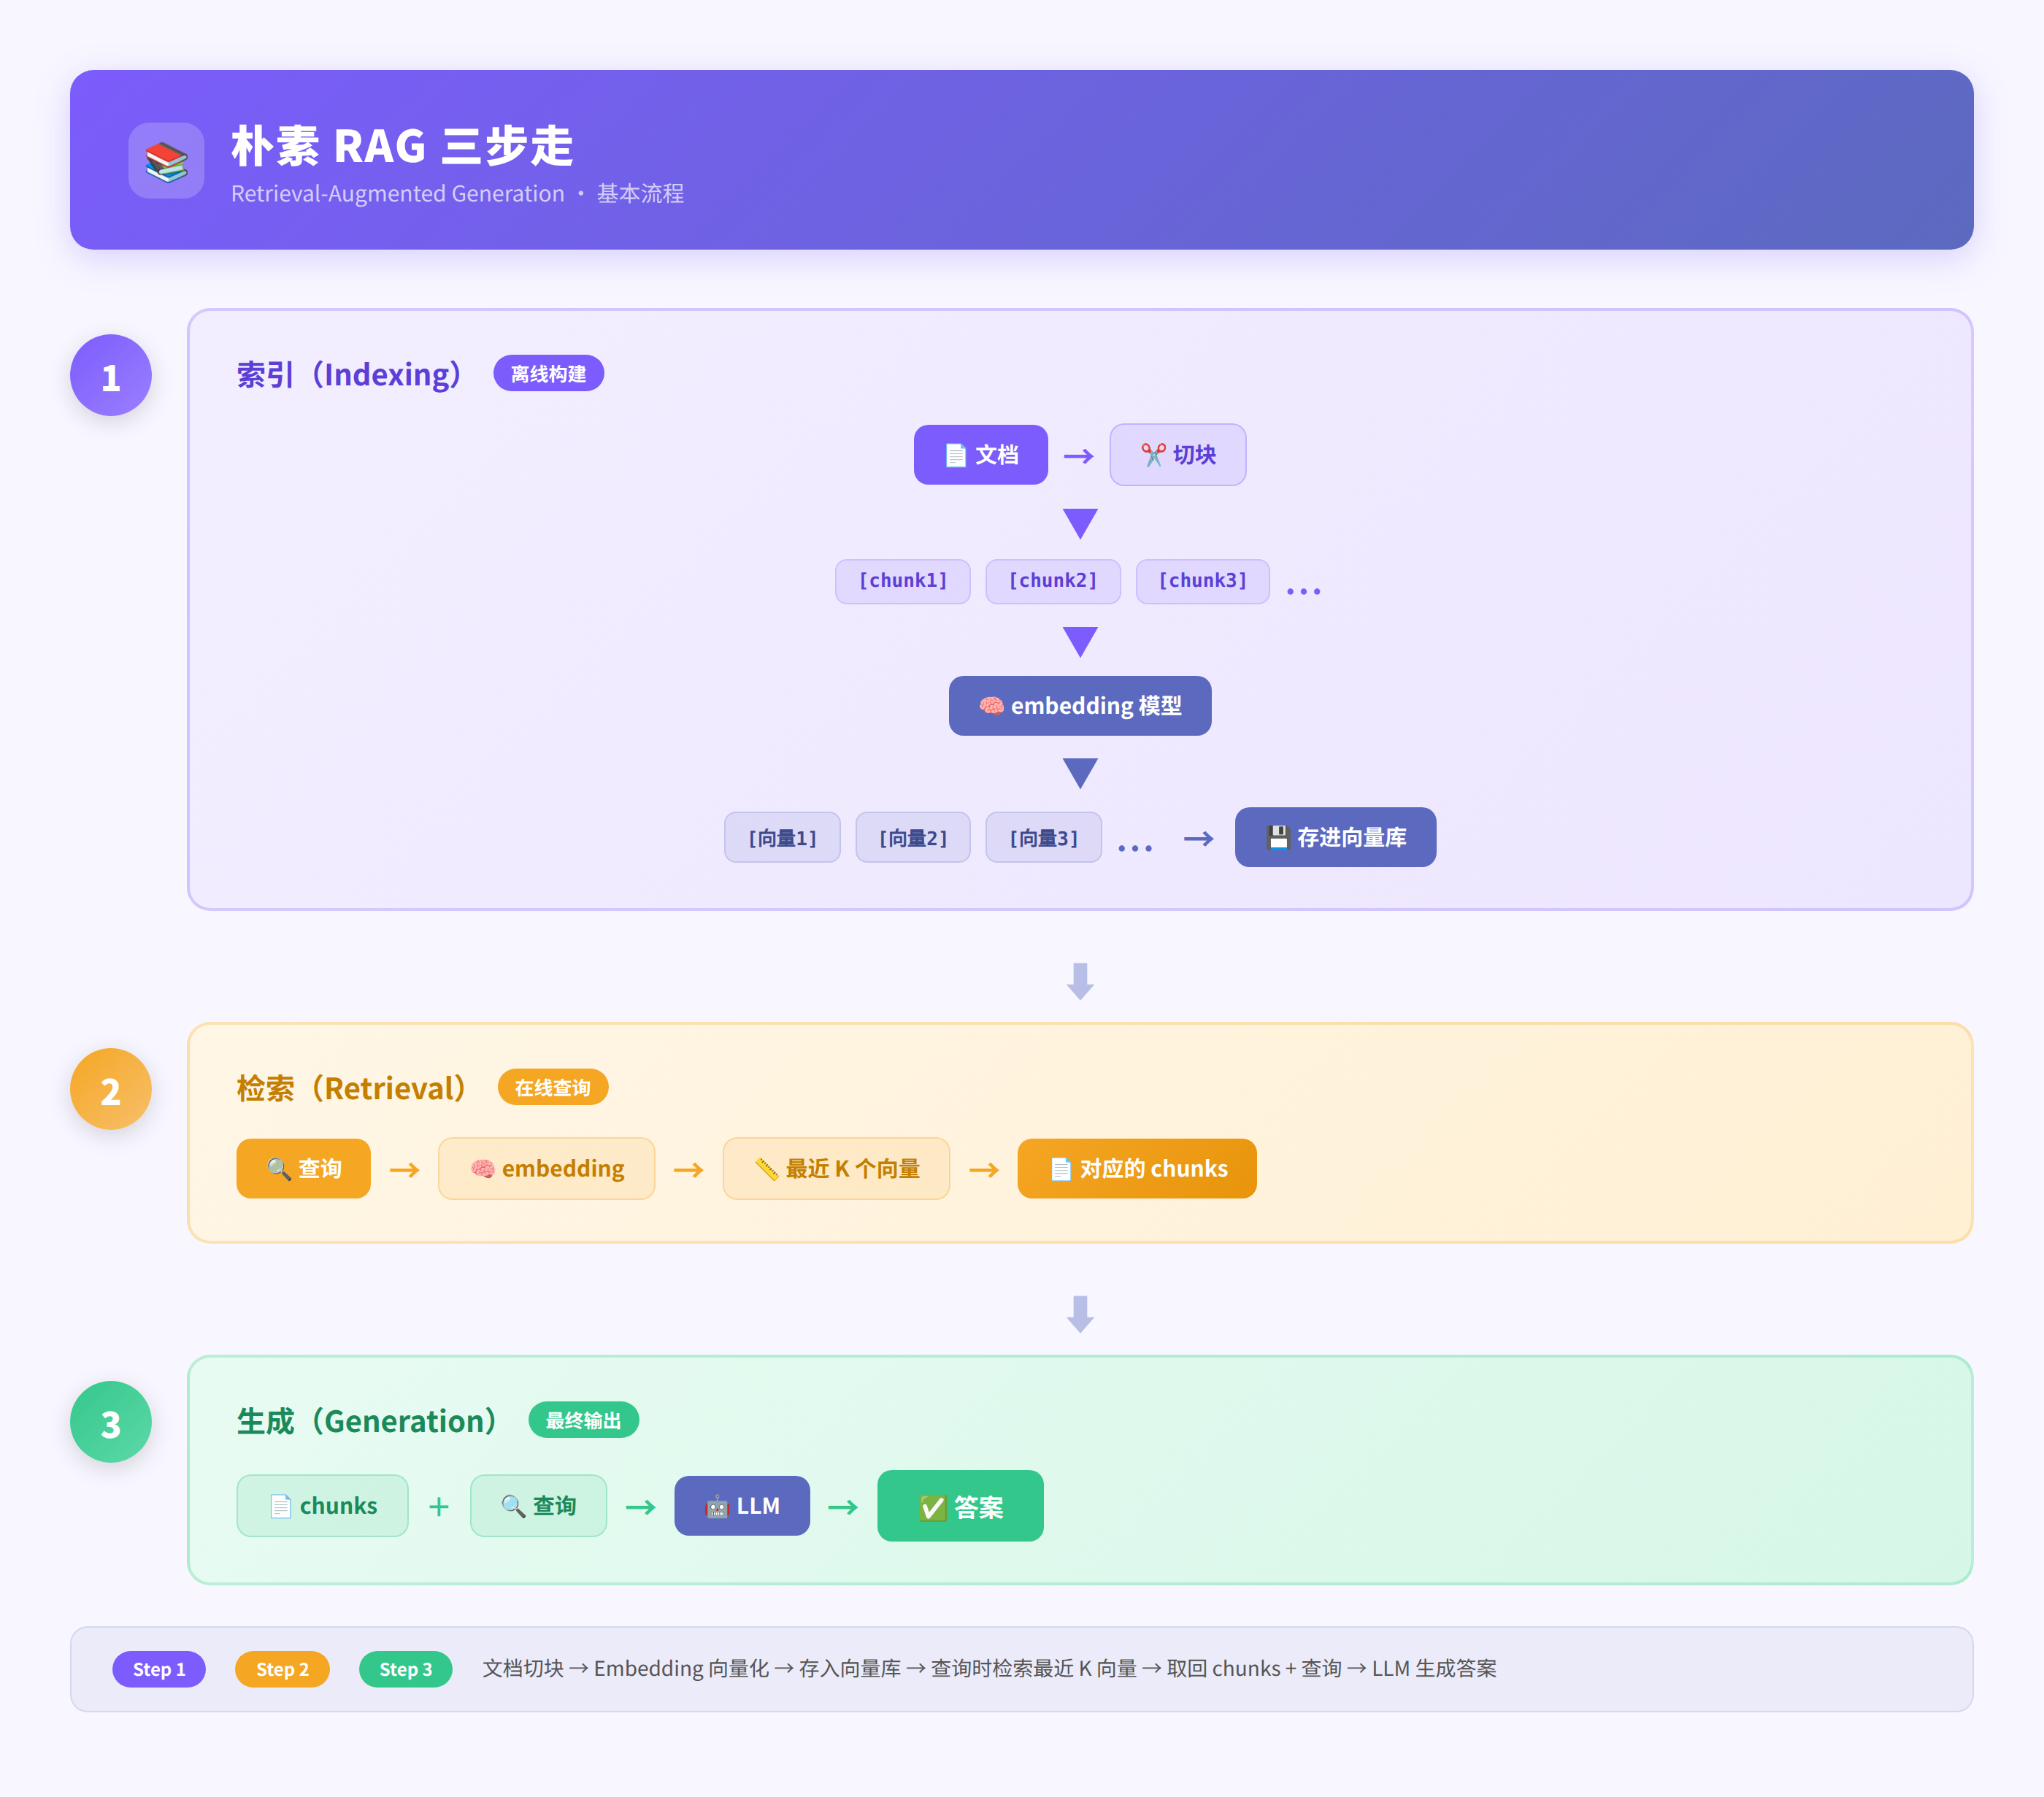 朴素 RAG 三步走
Retrieval-Augmented Generation · 基本流程
1
索引（Indexing） 离线构建
文档 → 切块
[chunk1] [chunk2] [chunk3] ...
embedding 模型
[向量1] [向量2] [向量3] ... → 存进向量库
2
检索（Retrieval） 在线查询
查询 → embedding → 最近 K 个向量 → 对应的 chunks
3
生成（Generation） 最终输出
chunks + 查询 → LLM → 答案
Step 1 Step 2 Step 3 文档切块 → Embedding 向量化 → 存入向量库 → 查询时检索最近 K 向量 → 取回 chunks + 查询 → LLM 生成答案